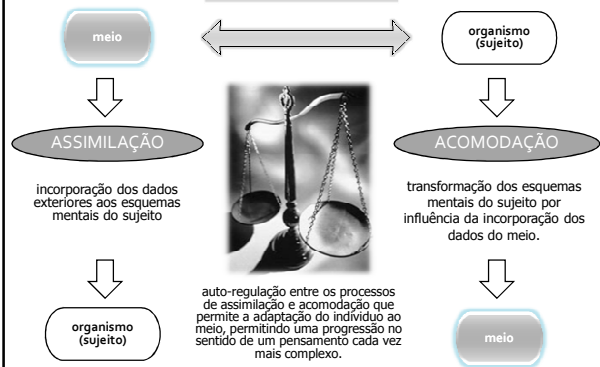 meio
organismo
(sujeito)
ASSIMILAÇÃO
incorporação dos dados
exteriores aos esquemas
mentais do sujeito
organismo
(sujeito)
auto-regulação entre os processos
de assimilação e acomodação que
permite a adaptação do individuo ao
meio, permitindo uma progressão no
sentido de um pensamento cada vez
mais complexo.
ACOMODAÇÃO
transformação dos esquemas
mentais do sujeito por
influência da incorporação dos
dados do meio.
meio